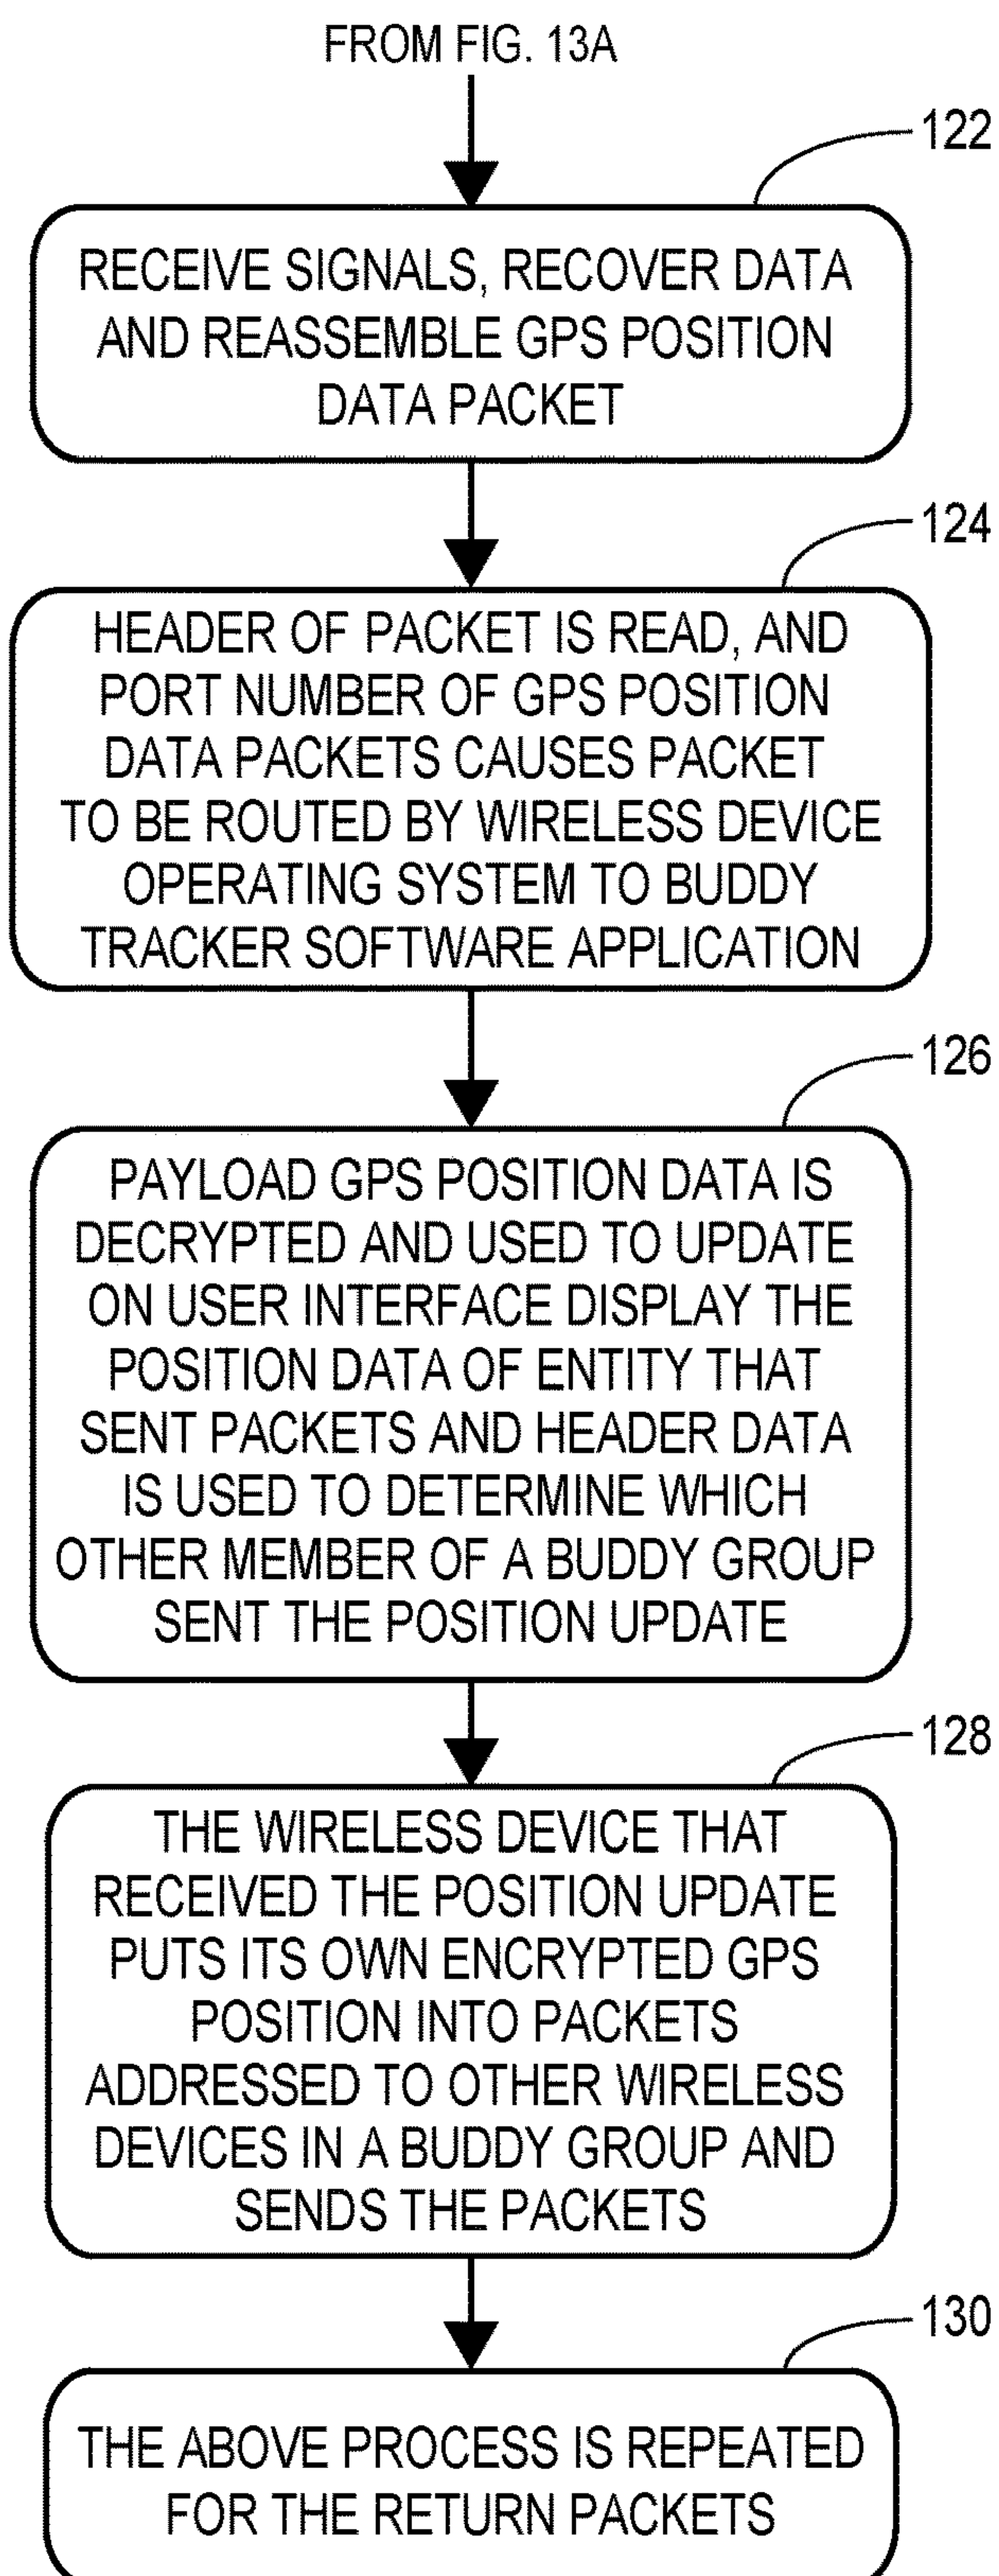 FROM FIG. 13A
122
RECEIVE SIGNALS, RECOVER DATA
AND REASSEMBLE GPS POSITION
DATA PACKET
124
HEADER OF PACKET IS READ, AND
PORT NUMBER OF GPS POSITION
DATA PACKETS CAUSES PACKET
TO BE ROUTED BY WIRELESS DEVICE
OPERATING SYSTEM TO BUDDY
TRACKER SOFTWARE APPLICATION
126
PAYLOAD GPS POSITION DATA IS
DECRYPTED AND USED TO UPDATE
ON USER INTERFACE DISPLAY THE
POSITION DATA OF ENTITY THAT
SENT PACKETS AND HEADER DATA
IS USED TO DETERMINE WHICH
OTHER MEMBER OF A BUDDY GROUP
SENT THE POSITION UPDATE
128
THE WIRELESS DEVICE THAT
RECEIVED THE POSITION UPDATE
PUTS ITS OWN ENCRYPTED GPS
POSITION INTO PACKETS
ADDRESSED TO OTHER WIRELESS
DEVICES IN A BUDDY GROUP AND
SENDS THE PACKETS
130
THE ABOVE PROCESS IS REPEATED
FOR THE RETURN PACKETS